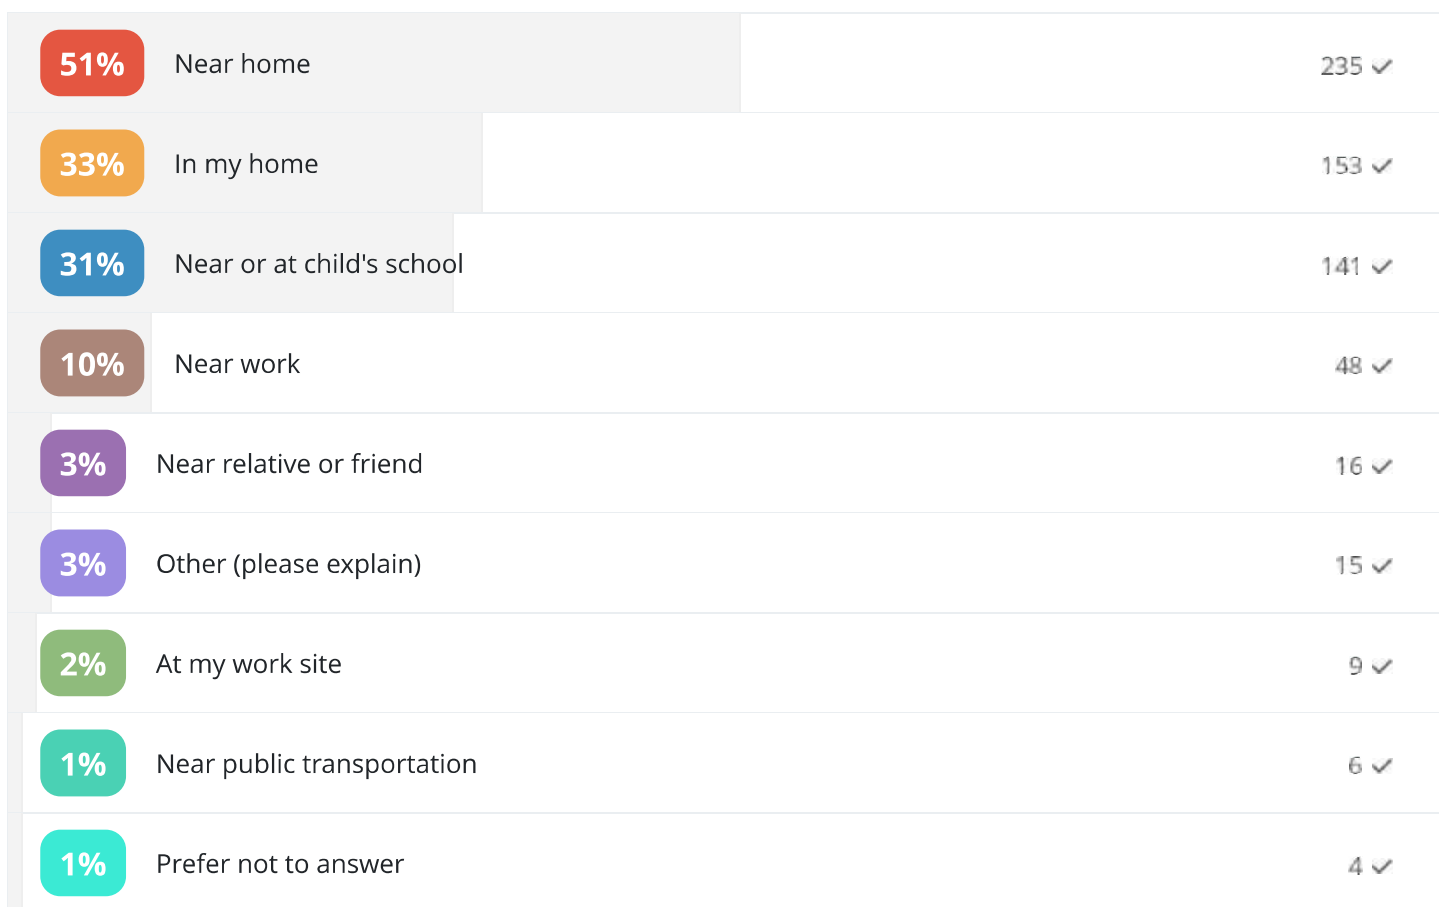 51% Near home 235
33% In my home 153
31% Near or at child's school 141
10% Near work 48
3% Near relative or friend 16
3% Other (please explain) 15
2% At my work site 9
1% Near public transportation 6
1% Prefer not to answer 4